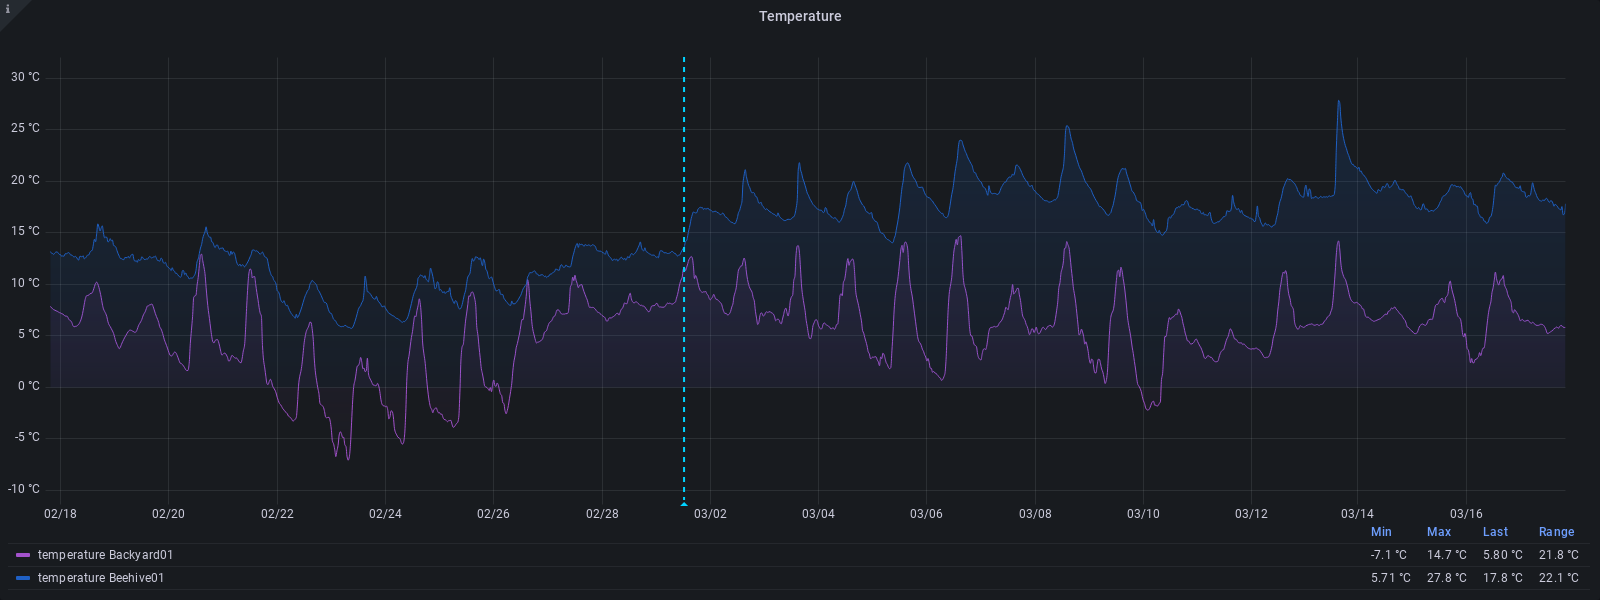 i
Temperature
30 °C
25 °C
20 °C
15 °C
10 °C
5 °C
0 °C
-5 °C
-10 °C
02/18 02/20 02/22 02/24 02/26 02/28 03/02 03/04 03/06 03/08 03/10 03/12 03/14 03/16
Min Max Last Range
temperature Backyard01 -7.1 °C 14.7 °C 5.80 °C 21.8 °C
temperature Beehive01 5.71 °C 27.8 °C 17.8 °C 22.1 °C